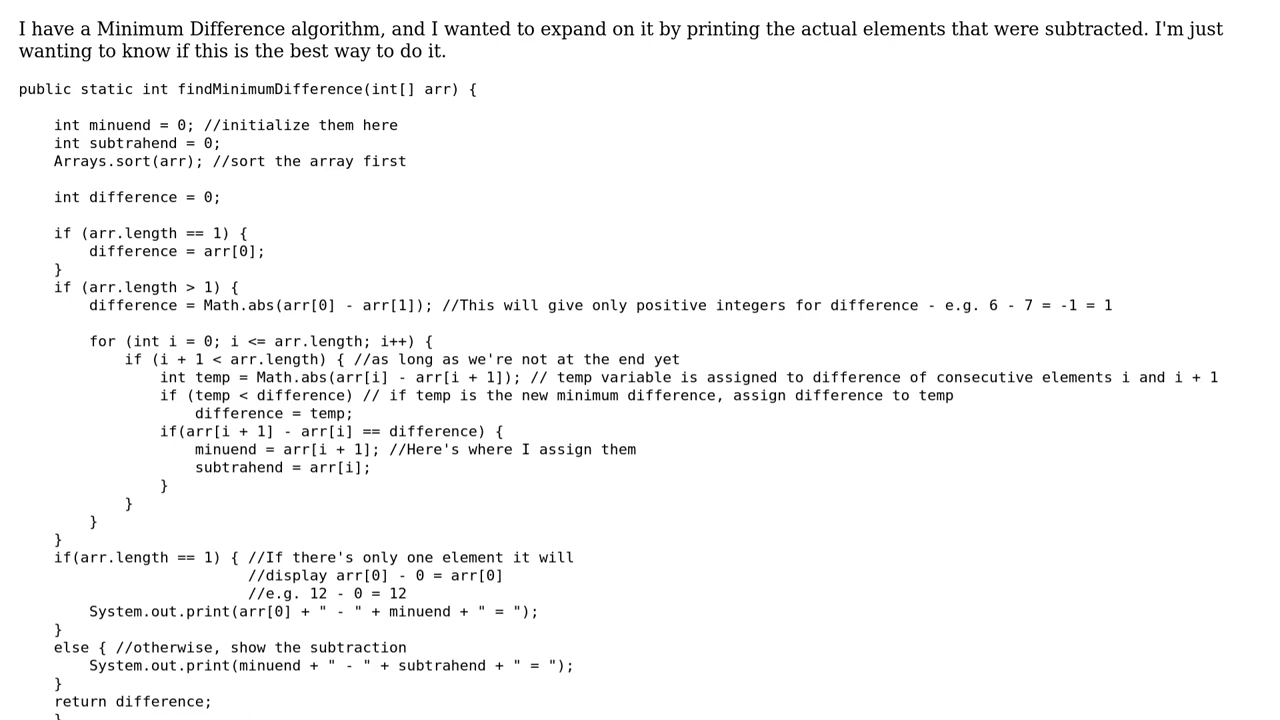 I have a Minimum Difference algorithm, and I wanted to expand on it by printing the actual elements that were subtracted. I'm just
wanting to know if this is the best way to do it.
public static int findMinimumDifference(int[] arr) {
    int minuend = 0; //initialize them here
    int subtrahend = 0;
    Arrays.sort(arr); //sort the array first
    int difference = 0;
    if (arr.length == 1) {
        difference = arr[0];
    }
    if (arr.length > 1) {
        difference = Math.abs(arr[0] - arr[1]); //This will give only positive integers for difference - e.g. 6 - 7 = -1 = 1
        for (int i = 0; i <= arr.length; i++) {
            if (i + 1 < arr.length) { //as long as we're not at the end yet
                int temp = Math.abs(arr[i] - arr[i + 1]); // temp variable is assigned to difference of consecutive elements i and i + 1
                if (temp < difference) // if temp is the new minimum difference, assign difference to temp
                    difference = temp;
                if(arr[i + 1] - arr[i] == difference) {
                    minuend = arr[i + 1]; //Here's where I assign them
                    subtrahend = arr[i];
                }
            }
        }
    }
    if(arr.length == 1) { //If there's only one element it will
                          //display arr[0] - 0 = arr[0]
                          //e.g. 12 - 0 = 12
        System.out.print(arr[0] + " - " + minuend + " = ");
    }
    else { //otherwise, show the subtraction
        System.out.print(minuend + " - " + subtrahend + " = ");
    }
    return difference;
    }